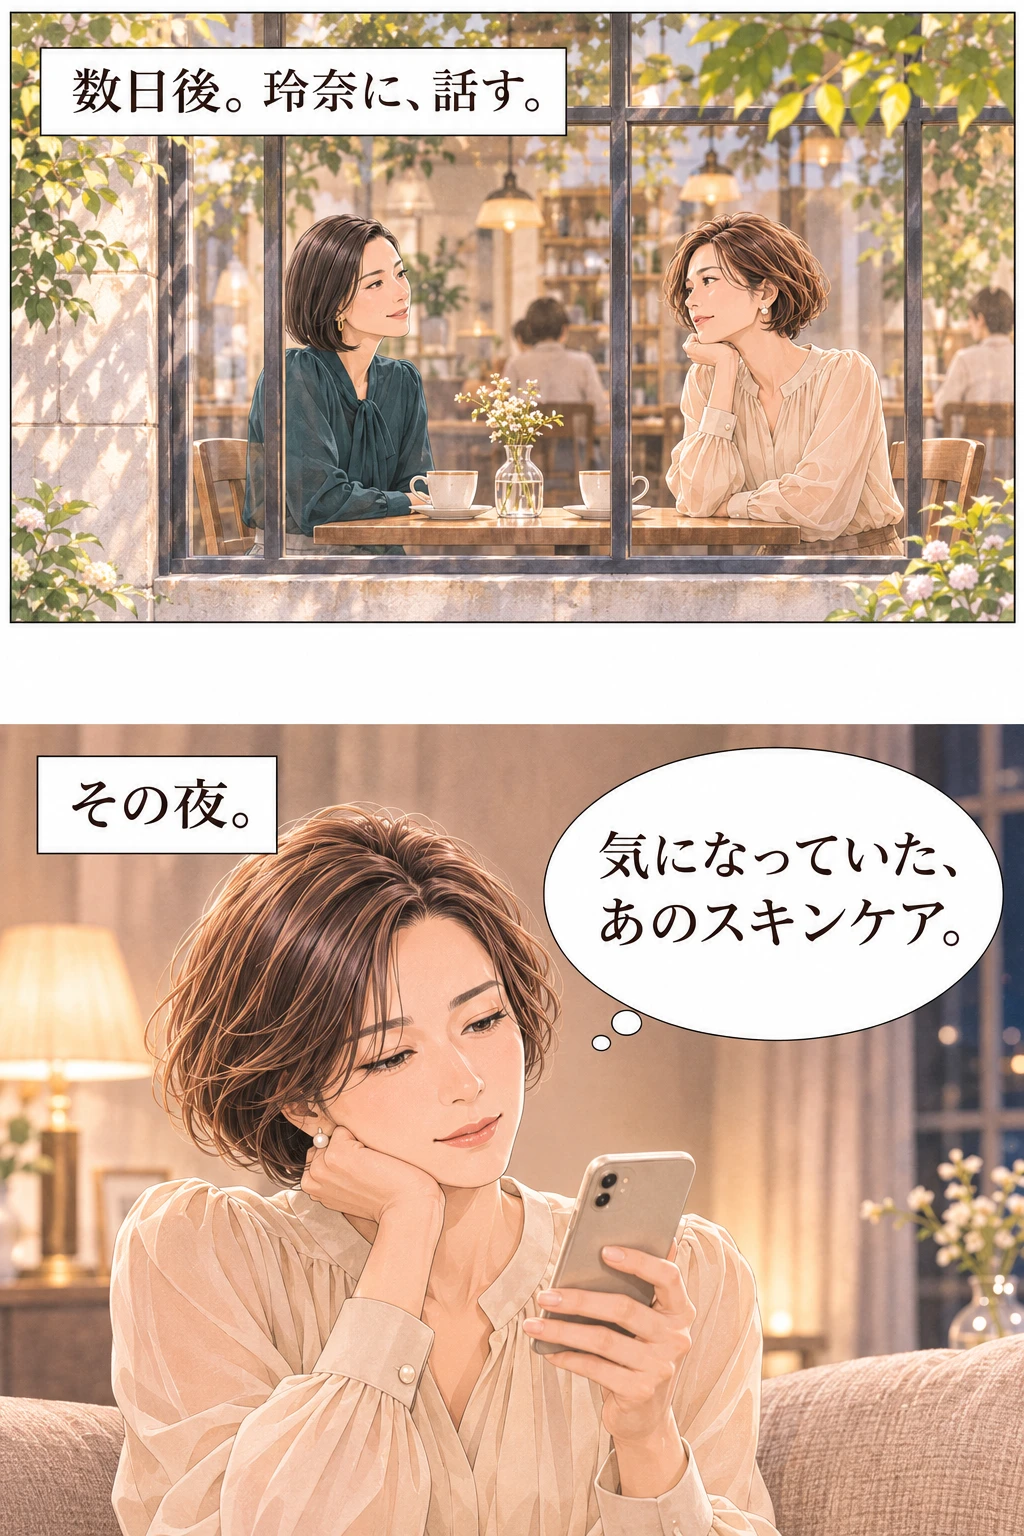 数日後。玲奈に、話す。
その夜。
気になっていた、
あのスキンケア。